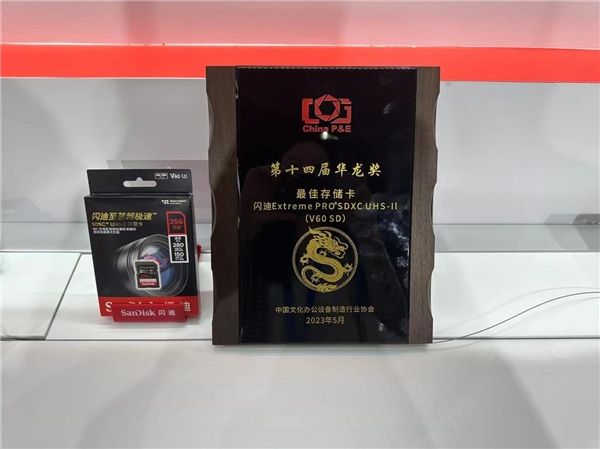 China P&E
第十四届华龙奖
最佳存储卡
闪迪Extreme PRO SDXC UHS-II
(V60 SD)
中国文化办公设备制造行业协会
2023年5月
V60
闪迪至尊超极速™
256
280
150
SanDisk 闪迪